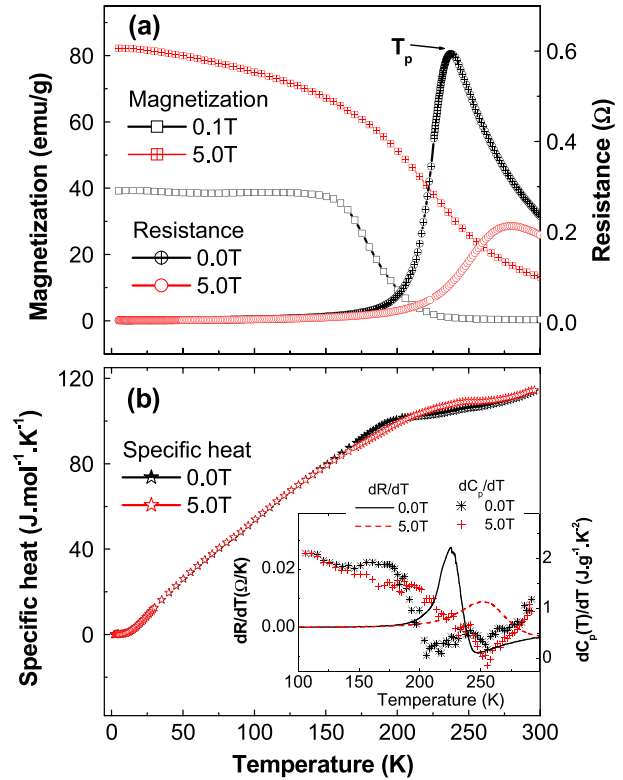 (a)
T_p
Magnetization
0.1T
5.0T
Resistance
0.0T
5.0T
Magnetization (emu/g)
80
60
40
20
0
Resistance (Ω)
0.6
0.4
0.2
0.0
(b)
Specific heat
0.0T
5.0T
Specific heat (J.mol⁻¹.K⁻¹)
120
80
40
0
dR/dT
0.0T
5.0T
dC_p/dT
0.0T
5.0T
dR/dT(Ω/K)
0.02
0.00
dC_p(T)/dT (J.g⁻¹.K⁻²)
2
1
0
100 150 200 250 300
Temperature (K)
0 50 100 150 200 250 300
Temperature (K)